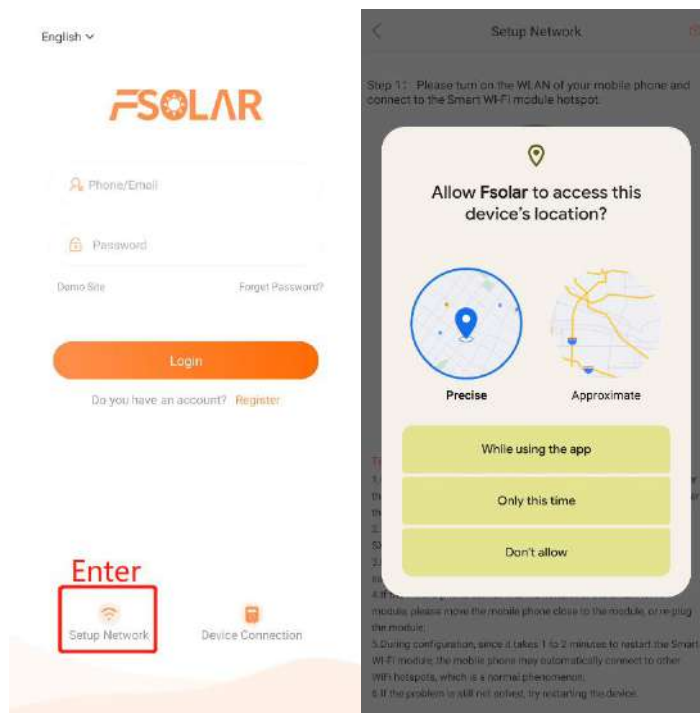 English
FSOLAR
Phone/Email
Password
Demo Site
Forget Password?
Login
Do you have an account? Register
Enter
Setup Network
Device Connection
Setup Network
Step 1: Please turn on the WLAN of your mobile phone and
connect to the Smart WI-FI module hotspot.
Allow Fsolar to access this
device's location?
Precise
Approximate
While using the app
Only this time
Don't allow
module, please move the mobile phone close to the module, or re-plug
the module;
5.During configuration, since it takes 1 to 2 minutes to restart the Smart
WI-FI module, the mobile phone may automatically connect to other
WiFi hotspots, which is a normal phenomenon;
6.If the problem is still not solved, try restarting the device.